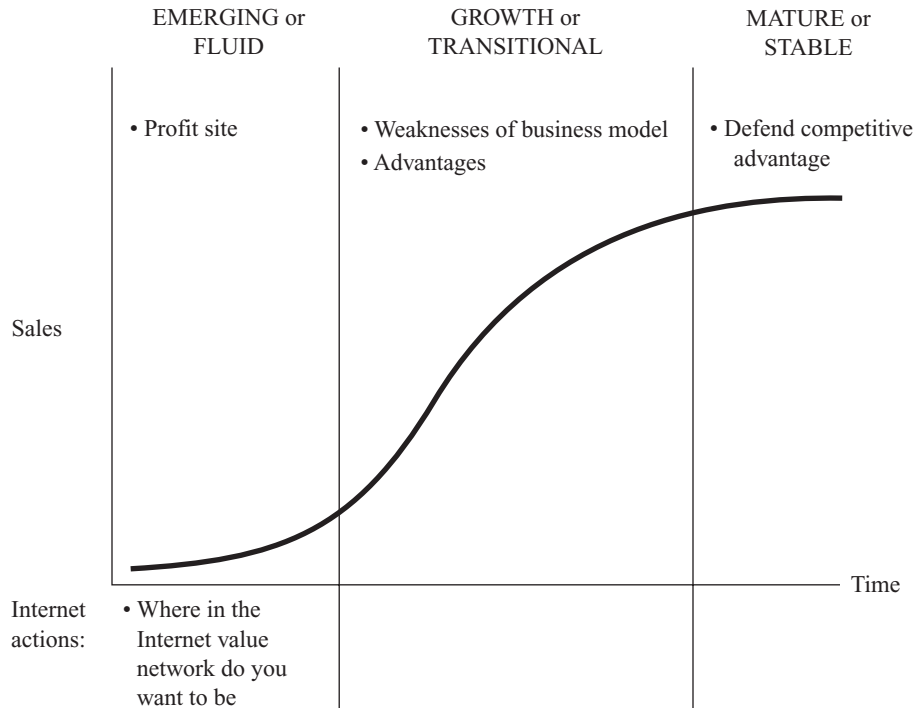 EMERGING or
FLUID
GROWTH or
TRANSITIONAL
MATURE or
STABLE
• Profit site
• Weaknesses of business model
• Advantages
• Defend competitive
advantage
Sales
Time
Internet
actions:
• Where in the
Internet value
network do you
want to be